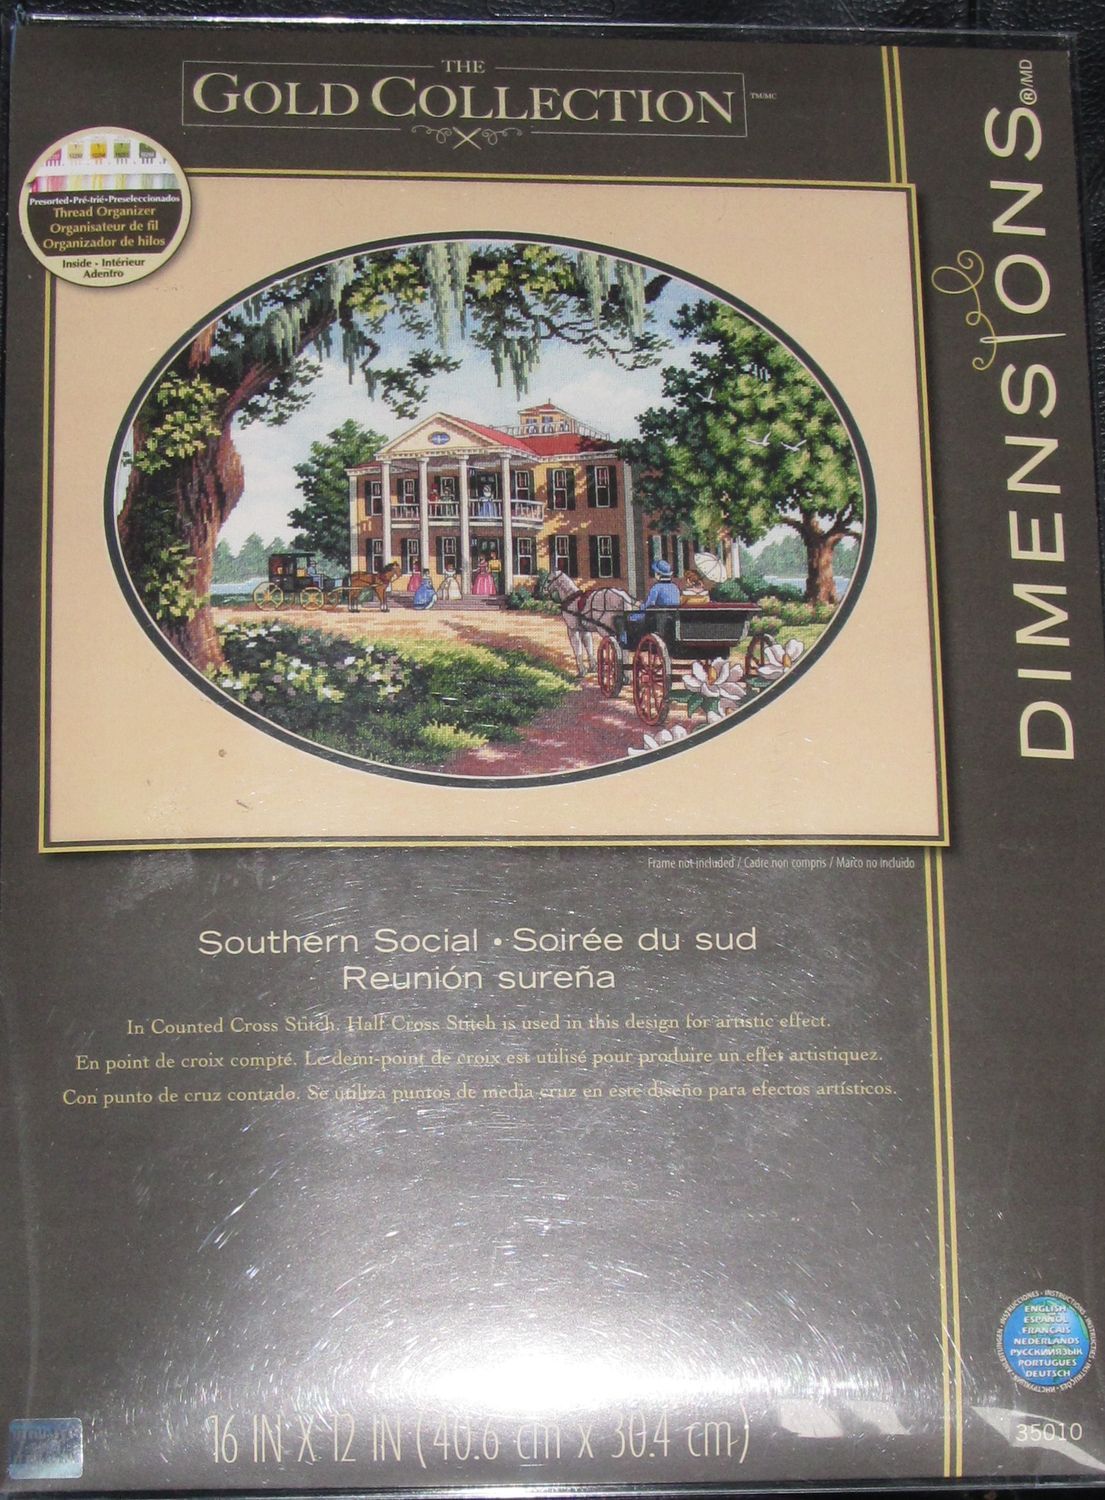 THE
GOLD COLLECTION TM/MC
DIMENSIONS®/MD
Presorted•Pré-trié•Preseleccionados
Thread Organizer
Organisateur de fil
Organizador de hilos
Inside - Intérieur
Adentro
Frame not included / Cadre non compris / Marco no incluido
Southern Social • Soirée du sud
Reunión sureña
In Counted Cross Stitch. Half Cross Stitch is used in this design for artistic effect.
En point de croix compté. Le demi-point de croix est utilisé pour produire un effet artistiquez.
Con punto de cruz contado. Se utiliza puntos de media cruz en este diseño para efectos artísticos.
ENGLISH
ESPAÑOL
FRANÇAIS
NEDERLANDS
РУССКИЙЯЗЫК
PORTUGUES
DEUTSCH
16 IN X 12 IN (40.6 cm x 30.4 cm)
35010